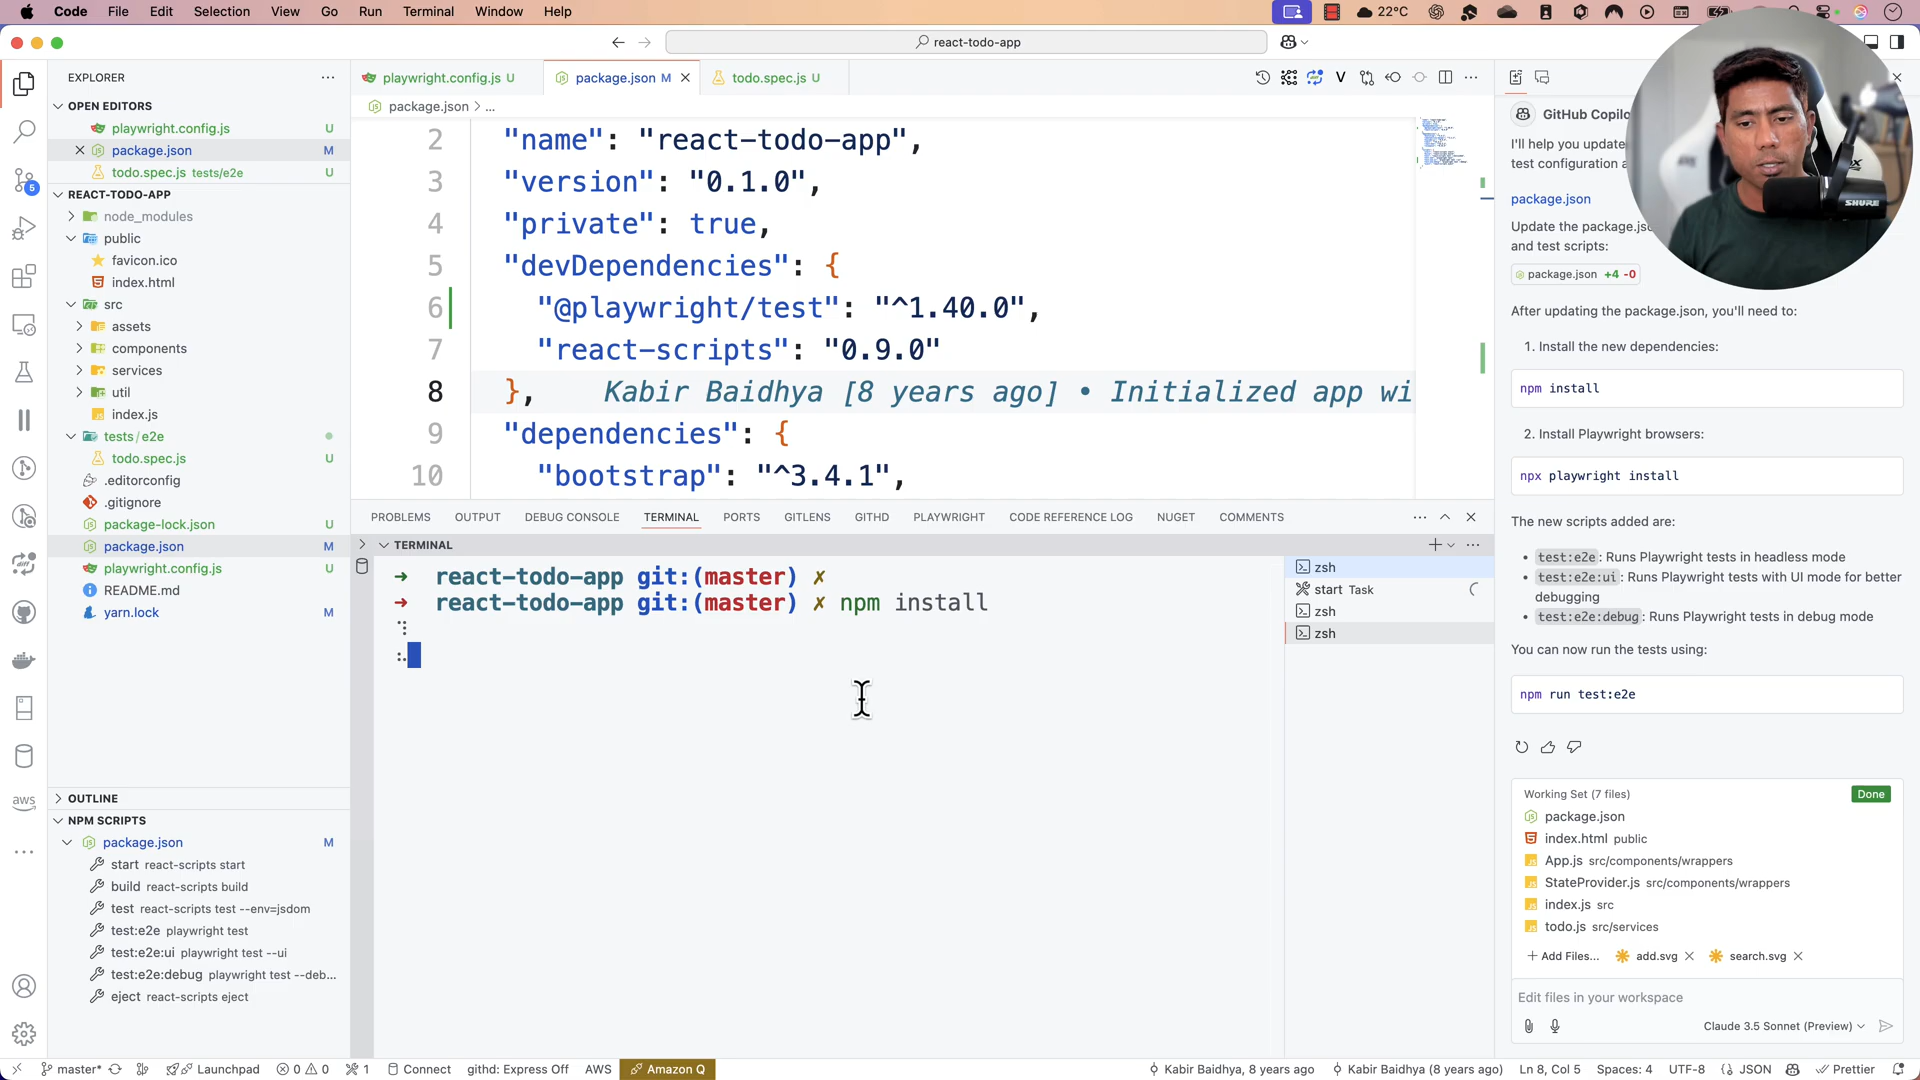 Code File Edit Selection View Go Run Terminal Window Help
22°C
react-todo-app
EXPLORER
OPEN EDITORS
playwright.config.js U
package.json M
todo.spec.js tests/e2e U
REACT-TODO-APP
node_modules
public
favicon.ico
index.html
src
assets
components
services
util
index.js
tests/e2e
todo.spec.js U
.editorconfig
.gitignore
package-lock.json U
package.json M
playwright.config.js U
README.md
yarn.lock M
OUTLINE
NPM SCRIPTS
package.json M
start react-scripts start
build react-scripts build
test react-scripts test --env=jsdom
test:e2e playwright test
test:e2e:ui playwright test --ui
test:e2e:debug playwright test --deb...
eject react-scripts eject
5
aws
playwright.config.js U package.json M todo.spec.js U
package.json > ...
2 "name": "react-todo-app",
3 "version": "0.1.0",
4 "private": true,
5 "devDependencies": {
6 "@playwright/test": "^1.40.0",
7 "react-scripts": "0.9.0"
8 }, Kabir Baidhya [8 years ago] • Initialized app wi
9 "dependencies": {
10 "bootstrap": "^3.4.1",
PROBLEMS OUTPUT DEBUG CONSOLE TERMINAL PORTS GITLENS GITHD PLAYWRIGHT CODE REFERENCE LOG NUGET COMMENTS
TERMINAL
→ react-todo-app git:(master) ✗
→ react-todo-app git:(master) ✗ npm install
zsh
start Task
zsh
zsh
GitHub Copilo
I'll help you update
test configuration a
package.json
Update the package.jso
and test scripts:
package.json +4 -0
After updating the package.json, you'll need to:
1. Install the new dependencies:
npm install
2. Install Playwright browsers:
npx playwright install
The new scripts added are:
• test:e2e: Runs Playwright tests in headless mode
• test:e2e:ui: Runs Playwright tests with UI mode for better
debugging
• test:e2e:debug: Runs Playwright tests in debug mode
You can now run the tests using:
npm run test:e2e
Working Set (7 files) Done
package.json
index.html public
App.js src/components/wrappers
StateProvider.js src/components/wrappers
index.js src
todo.js src/services
+ Add Files... add.svg search.svg
Edit files in your workspace
Claude 3.5 Sonnet (Preview)
SHURE
master* Launchpad 0 0 1 Connect githd: Express Off AWS Amazon Q Kabir Baidhya, 8 years ago Kabir Baidhya (8 years ago) Ln 8, Col 5 Spaces: 4 UTF-8 JSON Prettier